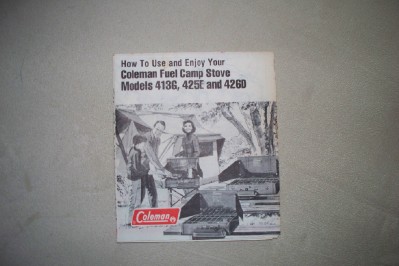 How To Use and Enjoy Your
Coleman Fuel Camp Stove
Models 413G, 425E and 426D
Coleman